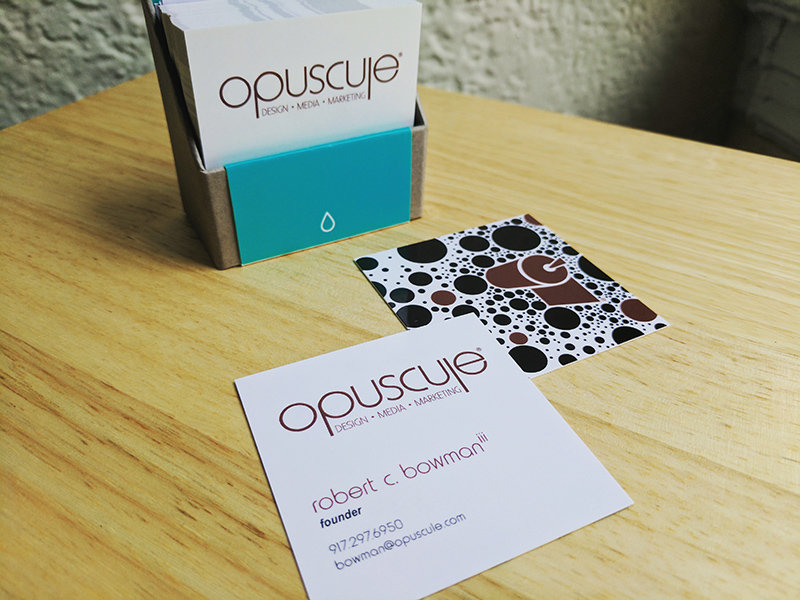 opuscule®
DESIGN • MEDIA • MARKETING
opuscule®
DESIGN • MEDIA • MARKETING
robert c. bowman iii
founder
917.297.6950
bowman@opuscule.com